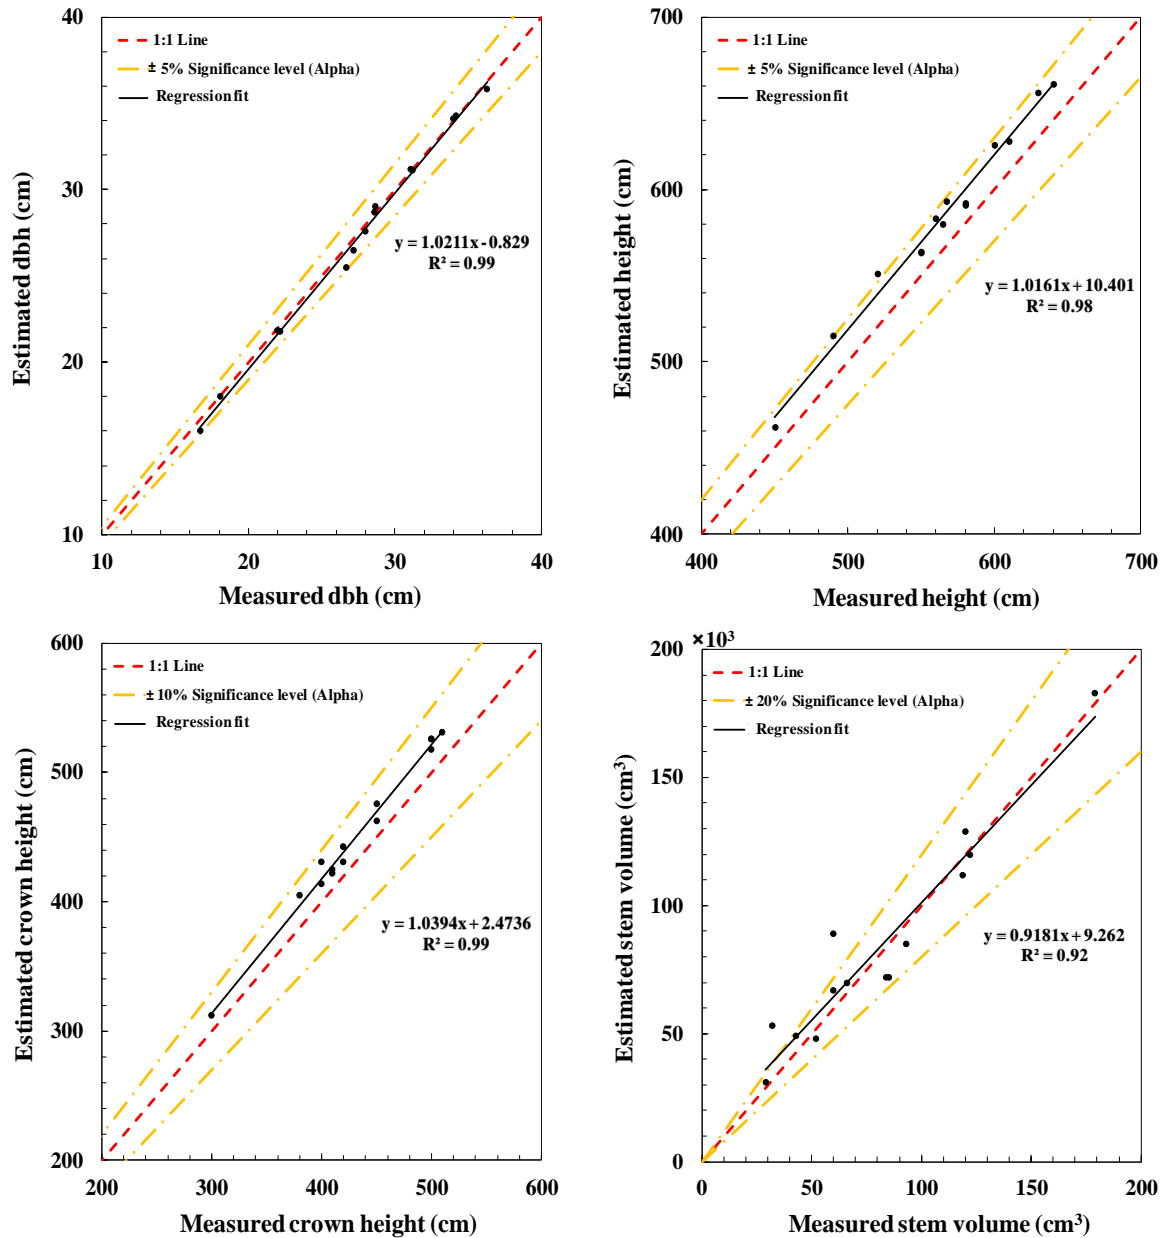 40
30
20
10
10
20
30
40
Estimated dbh (cm)
Measured dbh (cm)
1:1 Line
± 5% Significance level (Alpha)
Regression fit
y = 1.0211x - 0.829
R² = 0.99
700
600
500
400
400
500
600
700
Estimated height (cm)
Measured height (cm)
1:1 Line
± 5% Significance level (Alpha)
Regression fit
y = 1.0161x + 10.401
R² = 0.98
600
500
400
300
200
200
300
400
500
600
Estimated crown height (cm)
Measured crown height (cm)
1:1 Line
± 10% Significance level (Alpha)
Regression fit
y = 1.0394x + 2.4736
R² = 0.99
×10³
200
150
100
50
0
0
50
100
150
200
Estimated stem volume (cm³)
Measured stem volume (cm³)
1:1 Line
± 20% Significance level (Alpha)
Regression fit
y = 0.9181x + 9.262
R² = 0.92